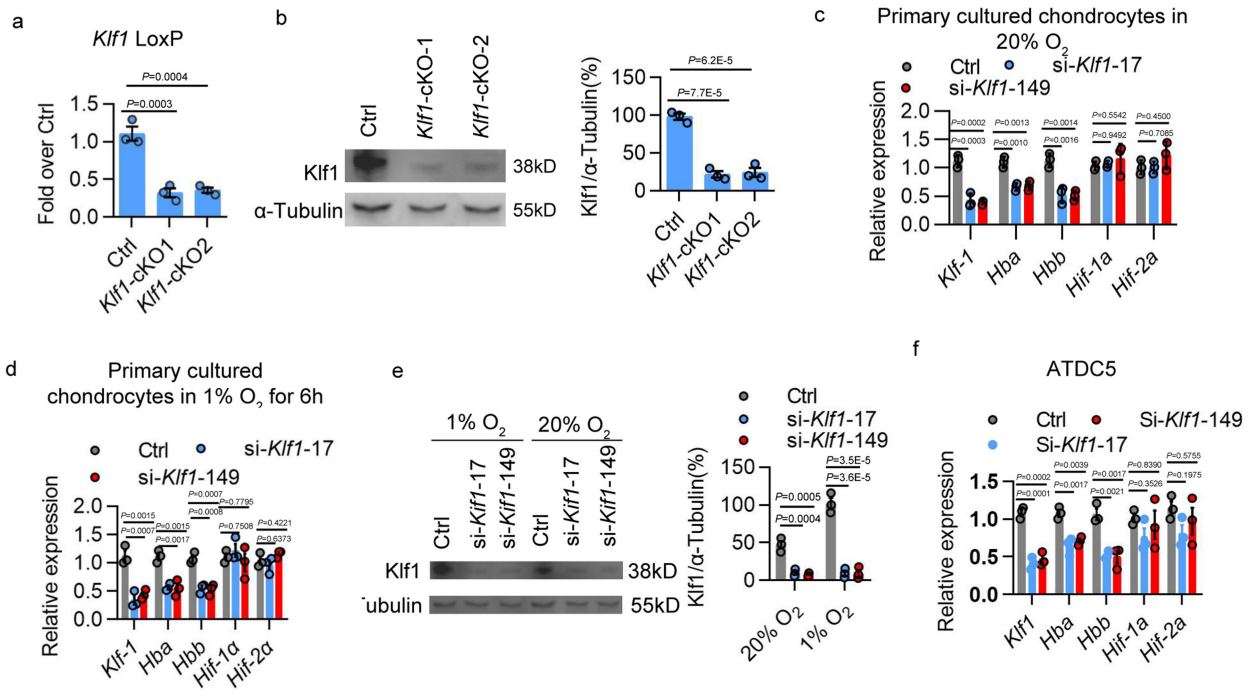 a
Klf1 LoxP
P=0.0004
P=0.0003
Fold over Ctrl
1.5
1.0
0.5
0.0
Ctrl
Klf1-cKO1
Klf1-cKO2
b
Ctrl
Klf1-cKO-1
Klf1-cKO-2
Klf1
38kD
α-Tubulin
55kD
Klf1/α-Tubulin(%)
150
100
50
0
P=6.2E-5
P=7.7E-5
Ctrl
Klf1-cKO1
Klf1-cKO2
c
Primary cultured chondrocytes in
20% O2
Ctrl
si-Klf1-17
si-Klf1-149
Relative expression
2.0
1.5
1.0
0.5
0.0
P=0.0002
P=0.0013
P=0.0014
P=0.5542
P=0.4500
P=0.0003
P=0.0010
P=0.0016
P=0.9492
P=0.7085
Klf-1
Hba
Hbb
Hif-1a
Hif-2a
d
Primary cultured
chondrocytes in 1% O2 for 6h
Ctrl
si-Klf1-17
si-Klf1-149
Relative expression
2.0
1.5
1.0
0.5
0.0
P=0.0015
P=0.0015
P=0.0007
P=0.7795
P=0.4221
P=0.0007
P=0.0017
P=0.0008
P=0.7508
P=0.6373
Klf-1
Hba
Hbb
Hif-1α
Hif-2α
e
1% O2
20% O2
Ctrl
si-Klf1-17
si-Klf1-149
Ctrl
si-Klf1-17
si-Klf1-149
Klf1
38kD
Tubulin
55kD
Ctrl
si-Klf1-17
si-Klf1-149
Klf1/α-Tubulin(%)
150
100
50
0
P=3.5E-5
P=3.6E-5
P=0.0005
P=0.0004
20% O2
1% O2
f
ATDC5
Ctrl
Si-Klf1-149
Si-Klf1-17
Relative expression
1.5
1.0
0.5
0.0
P=0.0002
P=0.0039
P=0.0017
P=0.8390
P=0.5755
P=0.0001
P=0.0017
P=0.0021
P=0.3526
P=0.1975
Klf1
Hba
Hbb
Hif-1a
Hif-2a